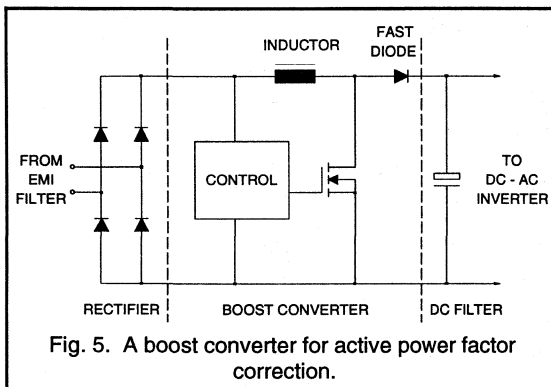 INDUCTOR
FAST
DIODE
FROM
EMI
FILTER
CONTROL
TO
DC - AC
INVERTER
RECTIFIER
BOOST CONVERTER
DC FILTER
Fig. 5. A boost converter for active power factor
correction.